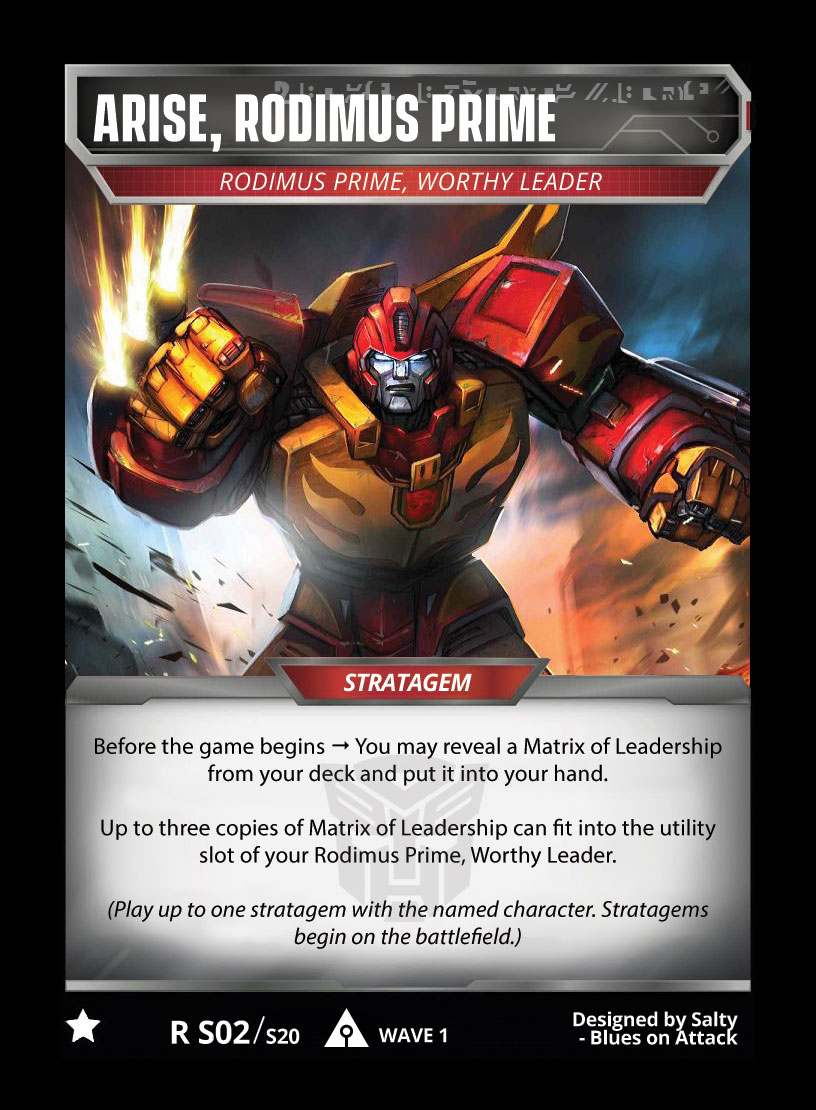 ARISE, RODIMUS PRIME
RODIMUS PRIME, WORTHY LEADER
STRATAGEM
Before the game begins → You may reveal a Matrix of Leadership
from your deck and put it into your hand.
Up to three copies of Matrix of Leadership can fit into the utility
slot of your Rodimus Prime, Worthy Leader.
(Play up to one stratagem with the named character. Stratagems
begin on the battlefield.)
R S02/S20 WAVE 1
Designed by Salty
- Blues on Attack